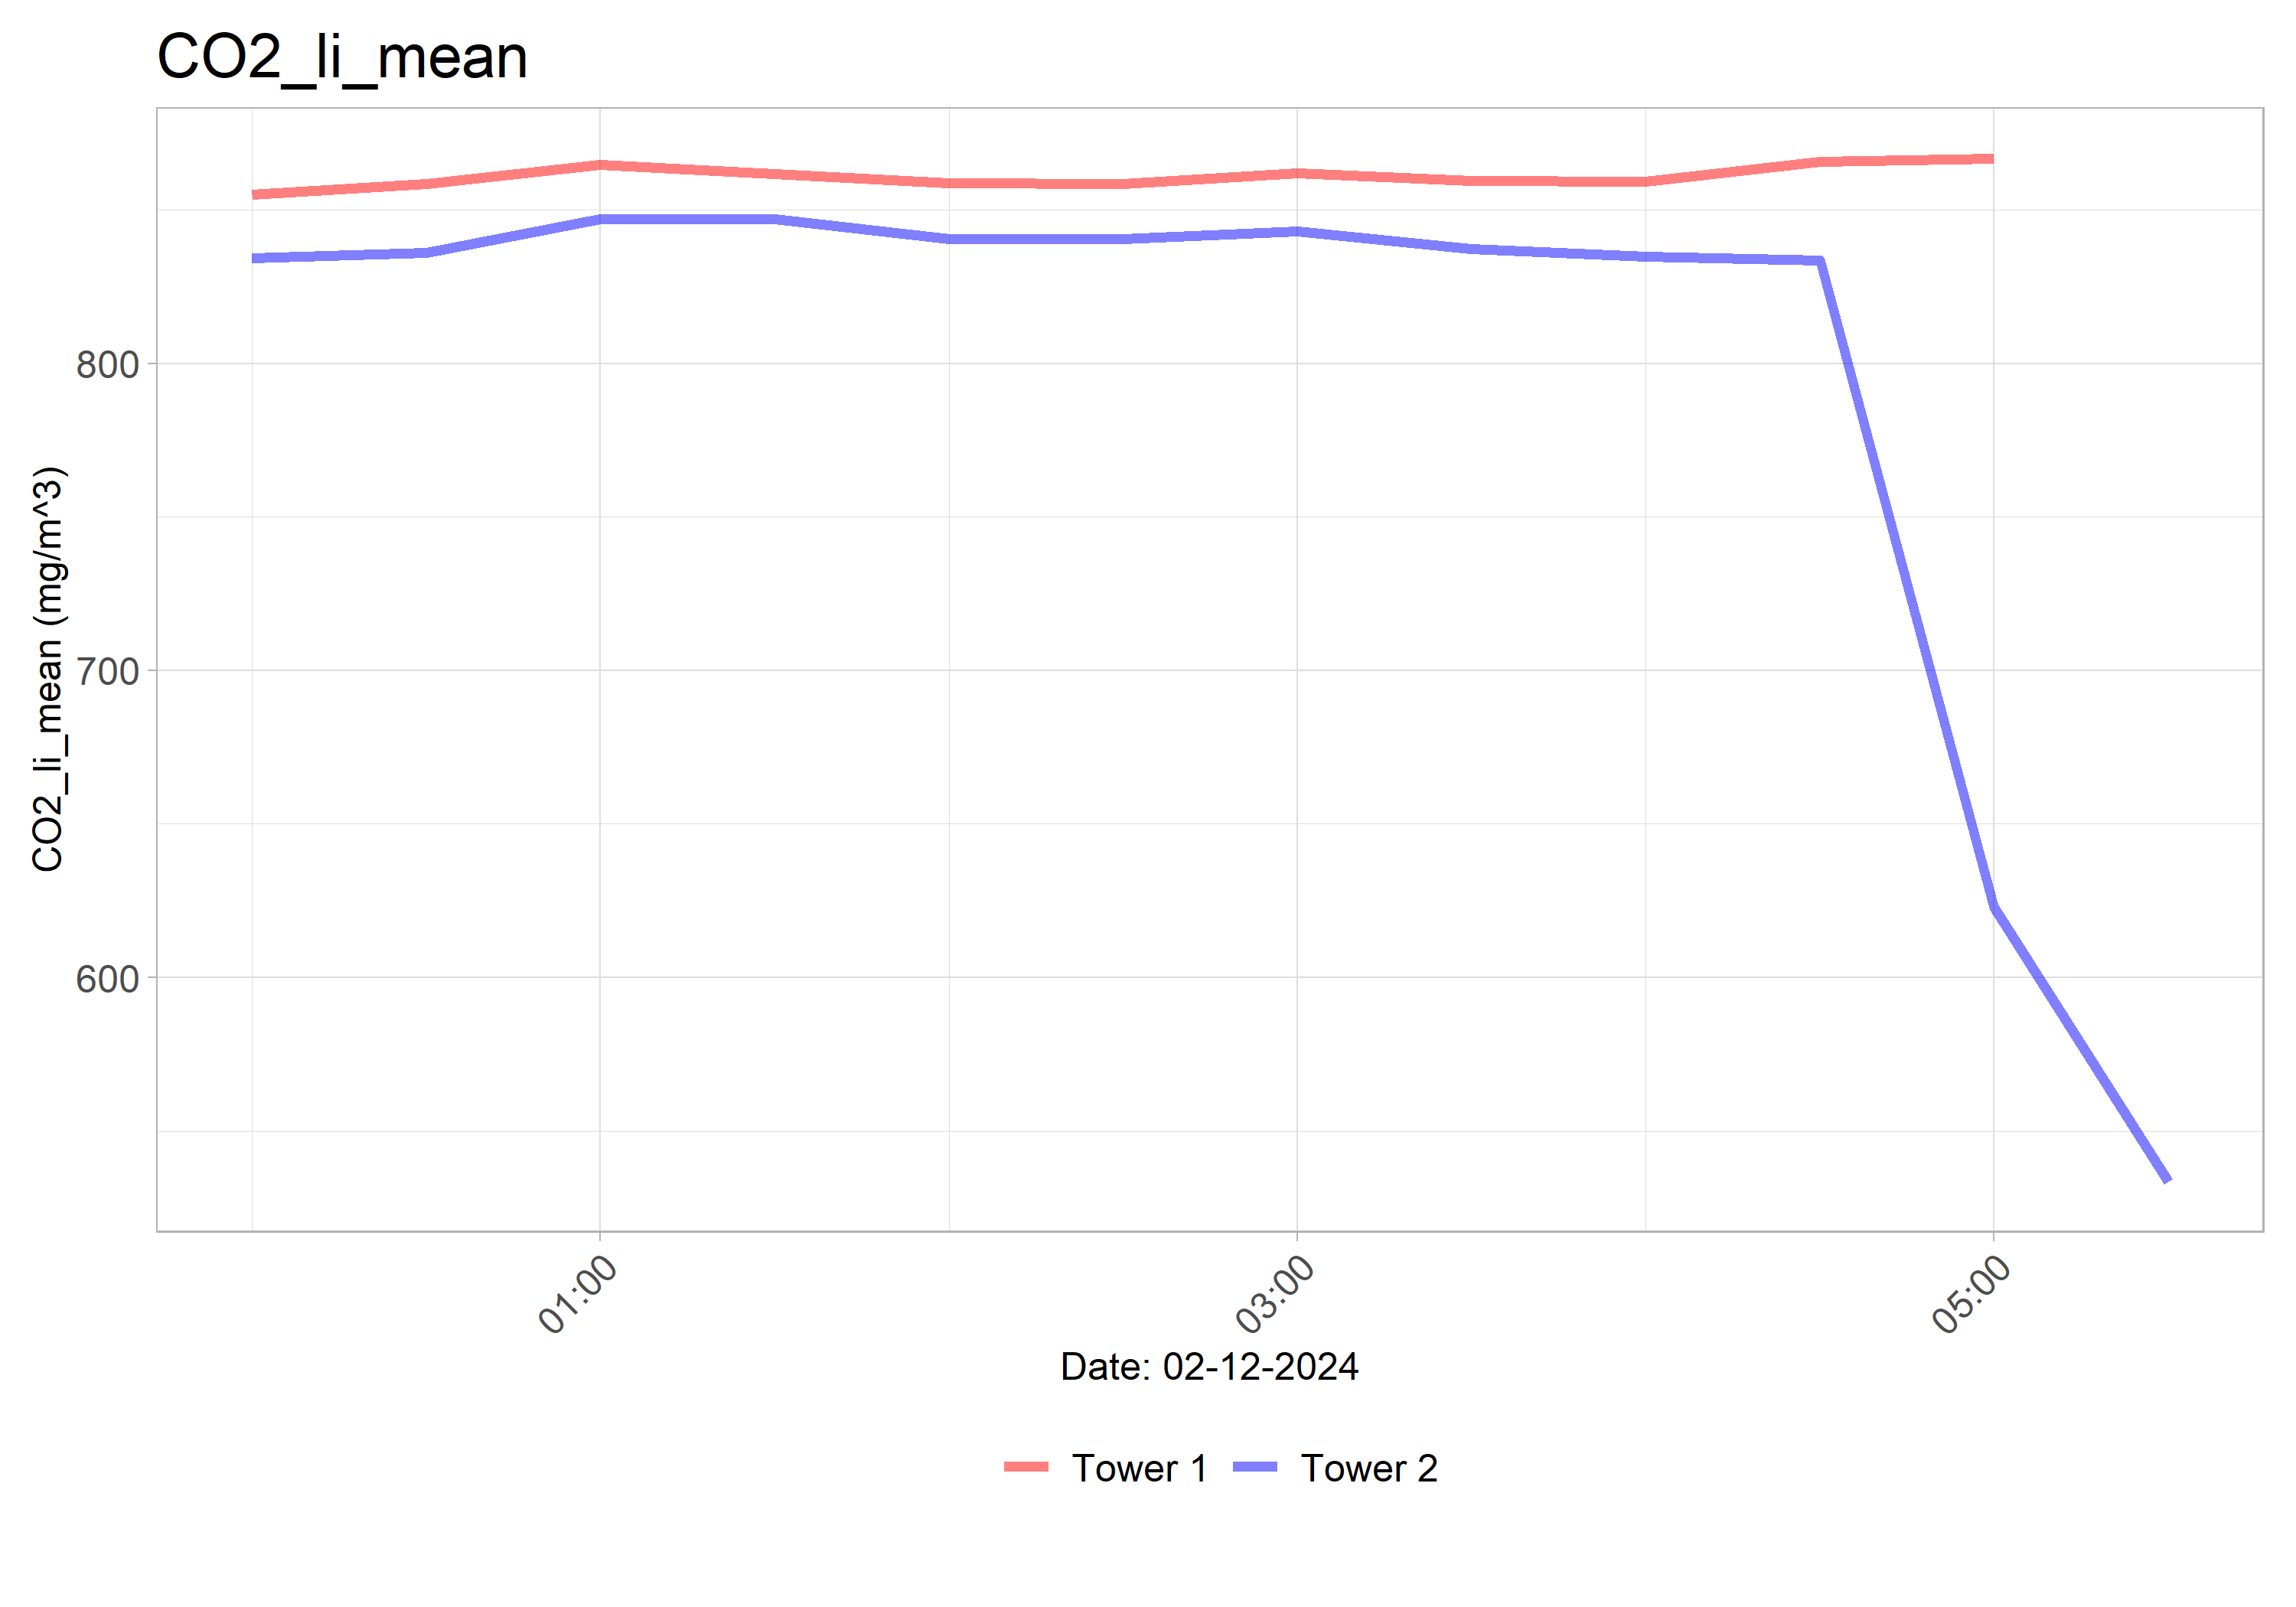 CO2_li_mean
CO2_li_mean (mg/m^3)
800
700
600
01:00
03:00
05:00
Date: 02-12-2024
Tower 1
Tower 2